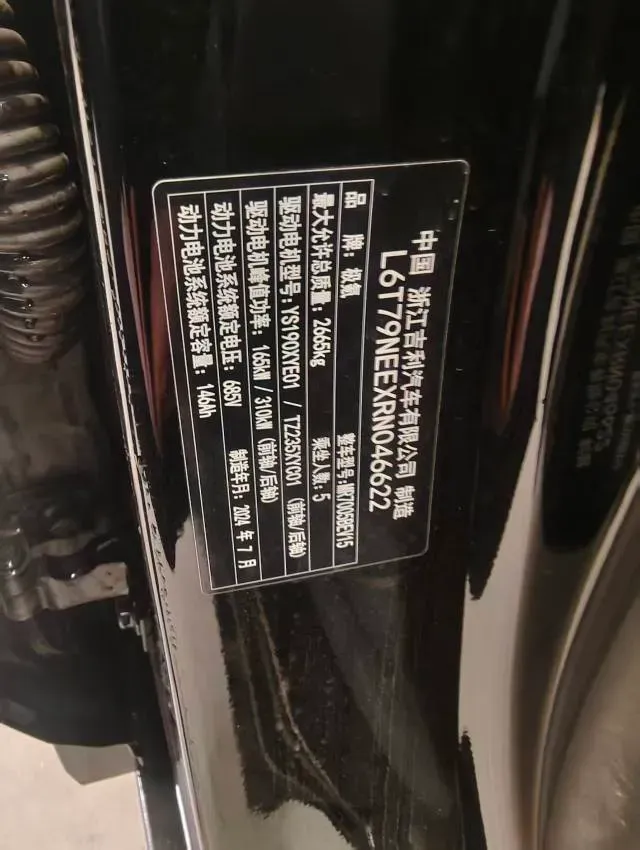 中国 浙江吉利汽车有限公司 制造
L6T79NEEXRN046622
品 牌: 极氪 整车型号: MR7005BEV15
最大允许总质量: 2665kg 乘坐人数: 5
驱动电机型号: YS190XYE01 / TZ235XYC01 (前轴/后轴)
驱动电机峰值功率: 165kW / 310kW (前轴/后轴)
动力电池系统额定电压: 685V 制造年月: 2024 年 7 月
动力电池系统额定容量: 146Ah